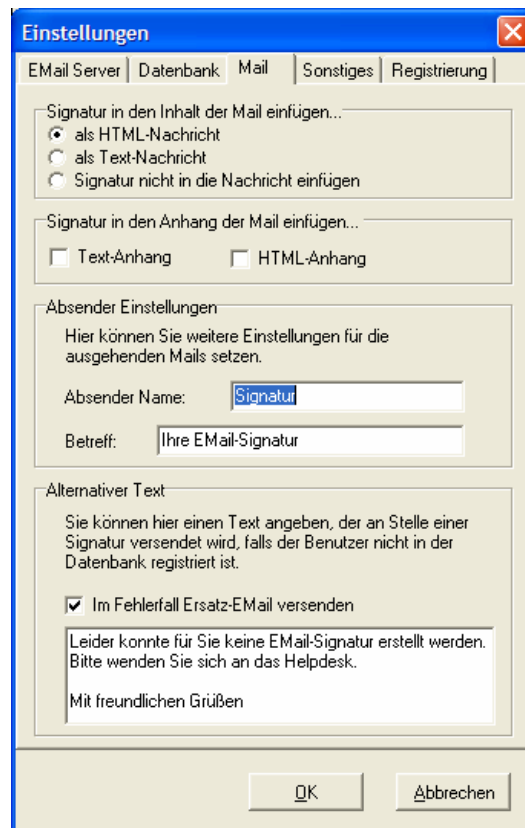 Einstellungen
EMail Server Datenbank Mail Sonstiges Registrierung
Signatur in den Inhalt der Mail einfügen...
als HTML-Nachricht
als Text-Nachricht
Signatur nicht in die Nachricht einfügen
Signatur in den Anhang der Mail einfügen...
Text-Anhang HTML-Anhang
Absender Einstellungen
Hier können Sie weitere Einstellungen für die
ausgehenden Mails setzen.
Absender Name: Signatur
Betreff: Ihre EMail-Signatur
Alternativer Text
Sie können hier einen Text angeben, der an Stelle einer
Signatur versendet wird, falls der Benutzer nicht in der
Datenbank registriert ist.
Im Fehlerfall Ersatz-EMail versenden
Leider konnte für Sie keine EMail-Signatur erstellt werden.
Bitte wenden Sie sich an das Helpdesk.
Mit freundlichen Grüßen
OK Abbrechen